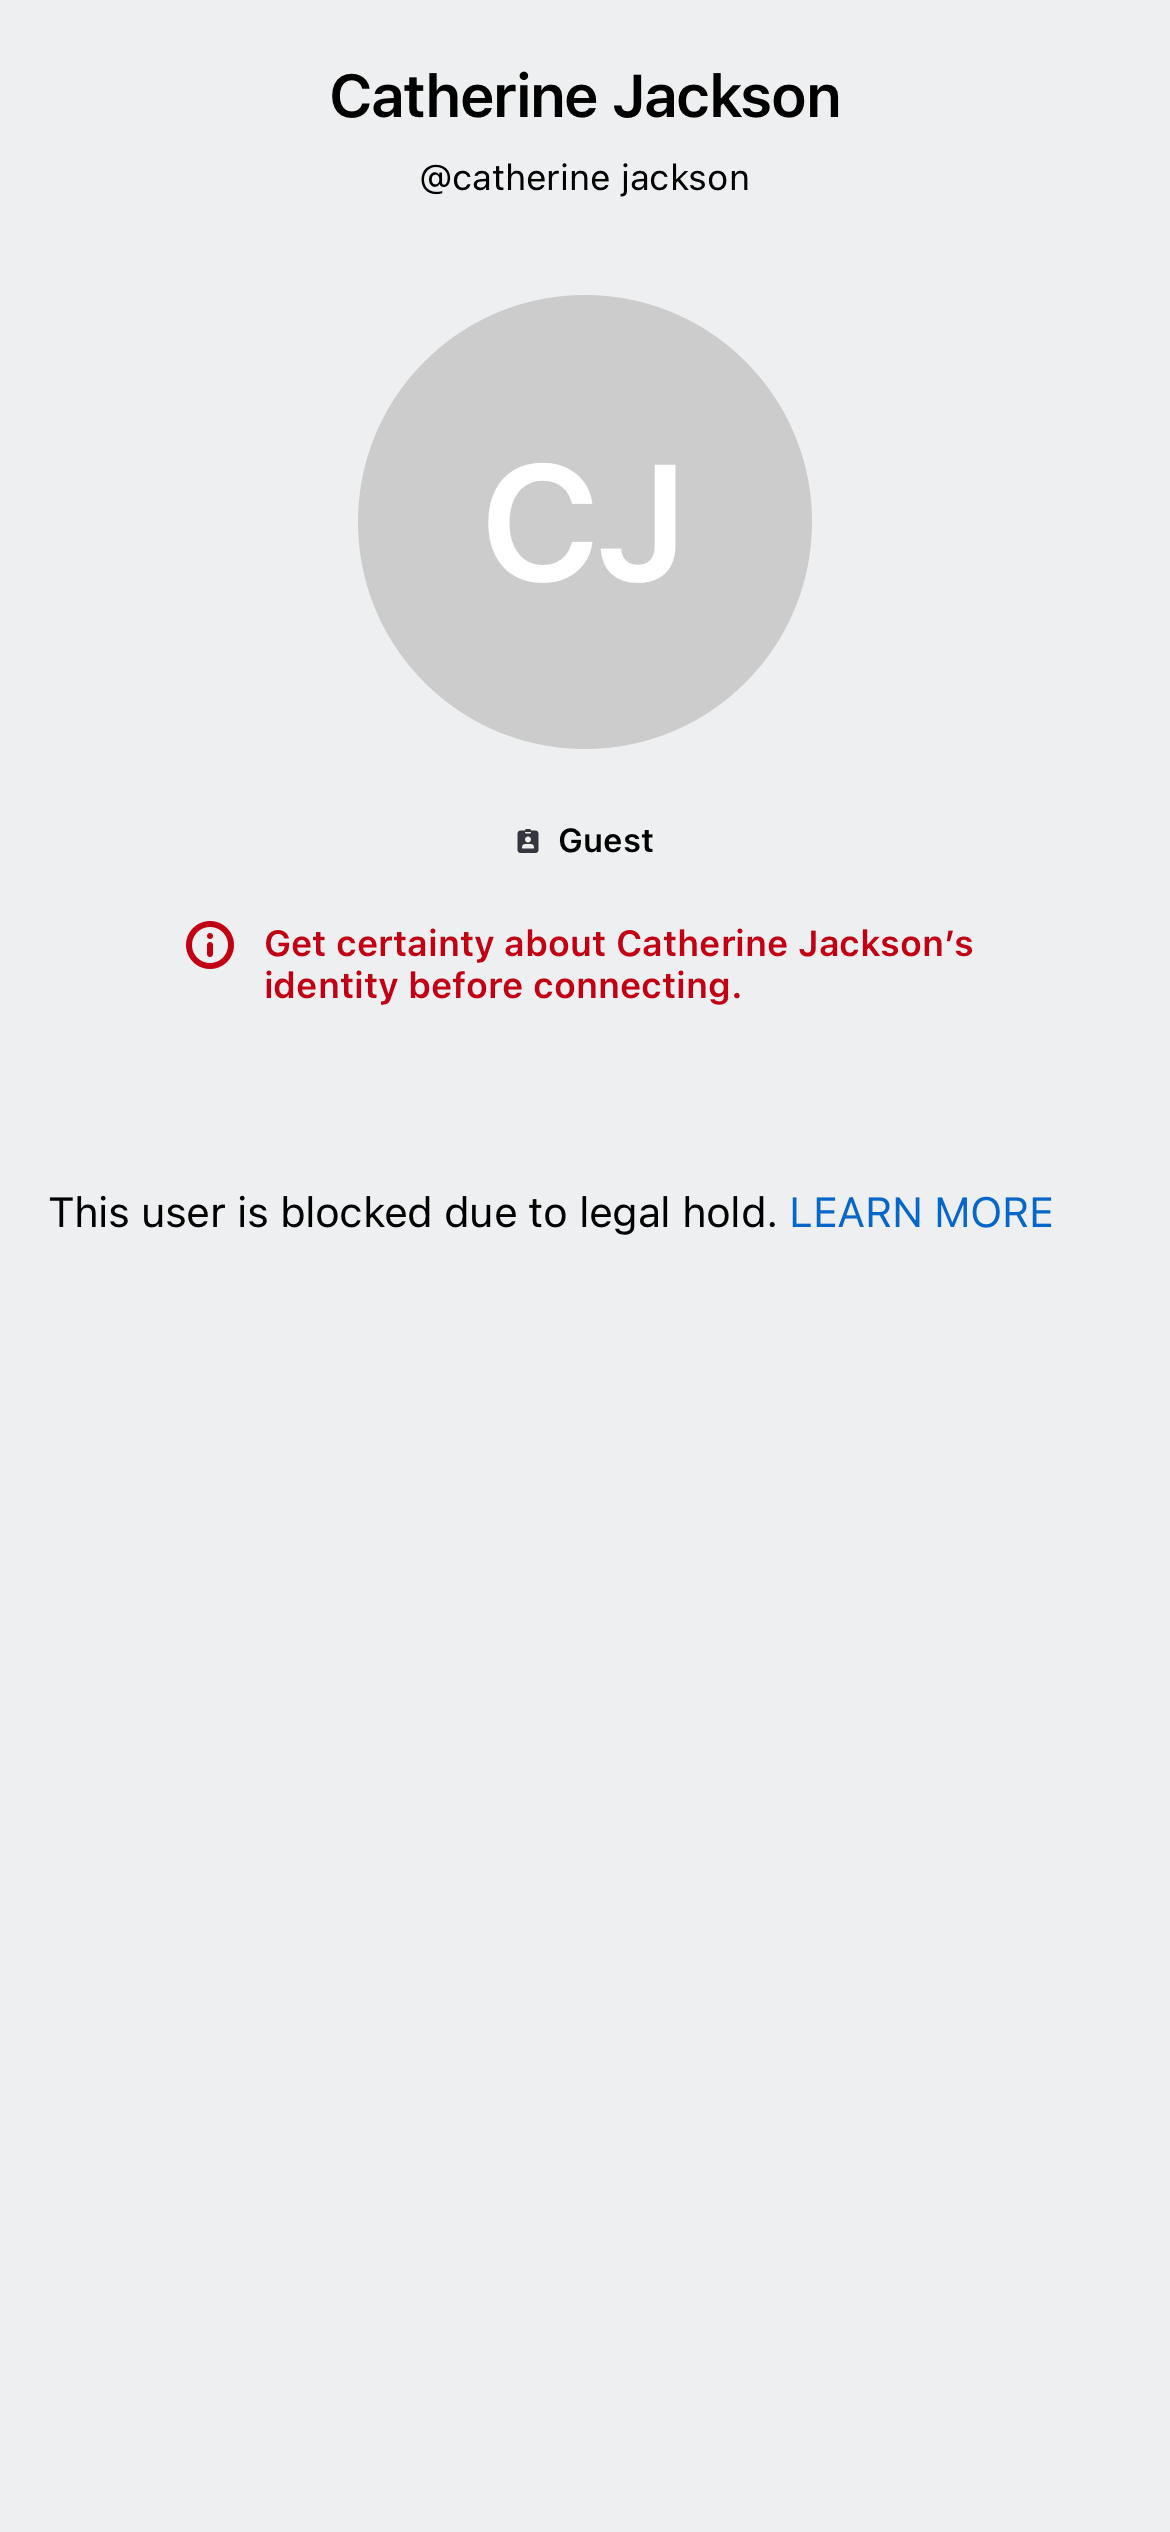 Catherine Jackson
@catherine jackson
CJ
Guest
Get certainty about Catherine Jackson’s
identity before connecting.
This user is blocked due to legal hold. LEARN MORE